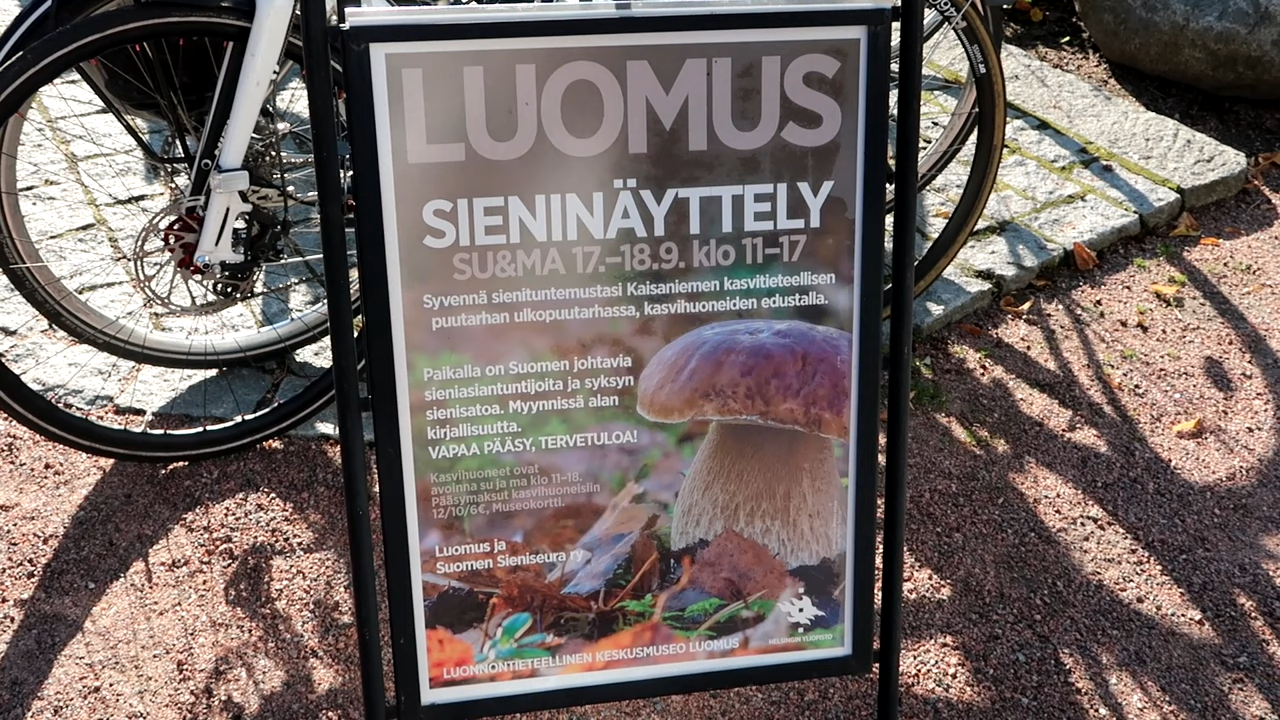 LUOMUS
SIENINÄYTTELY
SU&MA 17.–18.9. klo 11–17
Syvennä sienituntemustasi Kaisaniemen kasvitieteellisen
puutarhan ulkopuutarhassa, kasvihuoneiden edustalla.
Paikalla on Suomen johtavia
sieniasiantuntijoita ja syksyn
sienisatoa. Myynnissä alan
kirjallisuutta.
VAPAA PÄÄSY, TERVETULOA!
Kasvihuoneet ovat
avoinna su ja ma klo 11–18.
Pääsymaksut kasvihuoneisiin
12/10/6€, Museokortti.
Luomus ja
Suomen Sieniseura ry
HELSINGIN YLIOPISTO
LUONNONTIETEELLINEN KESKUSMUSEO LUOMUS